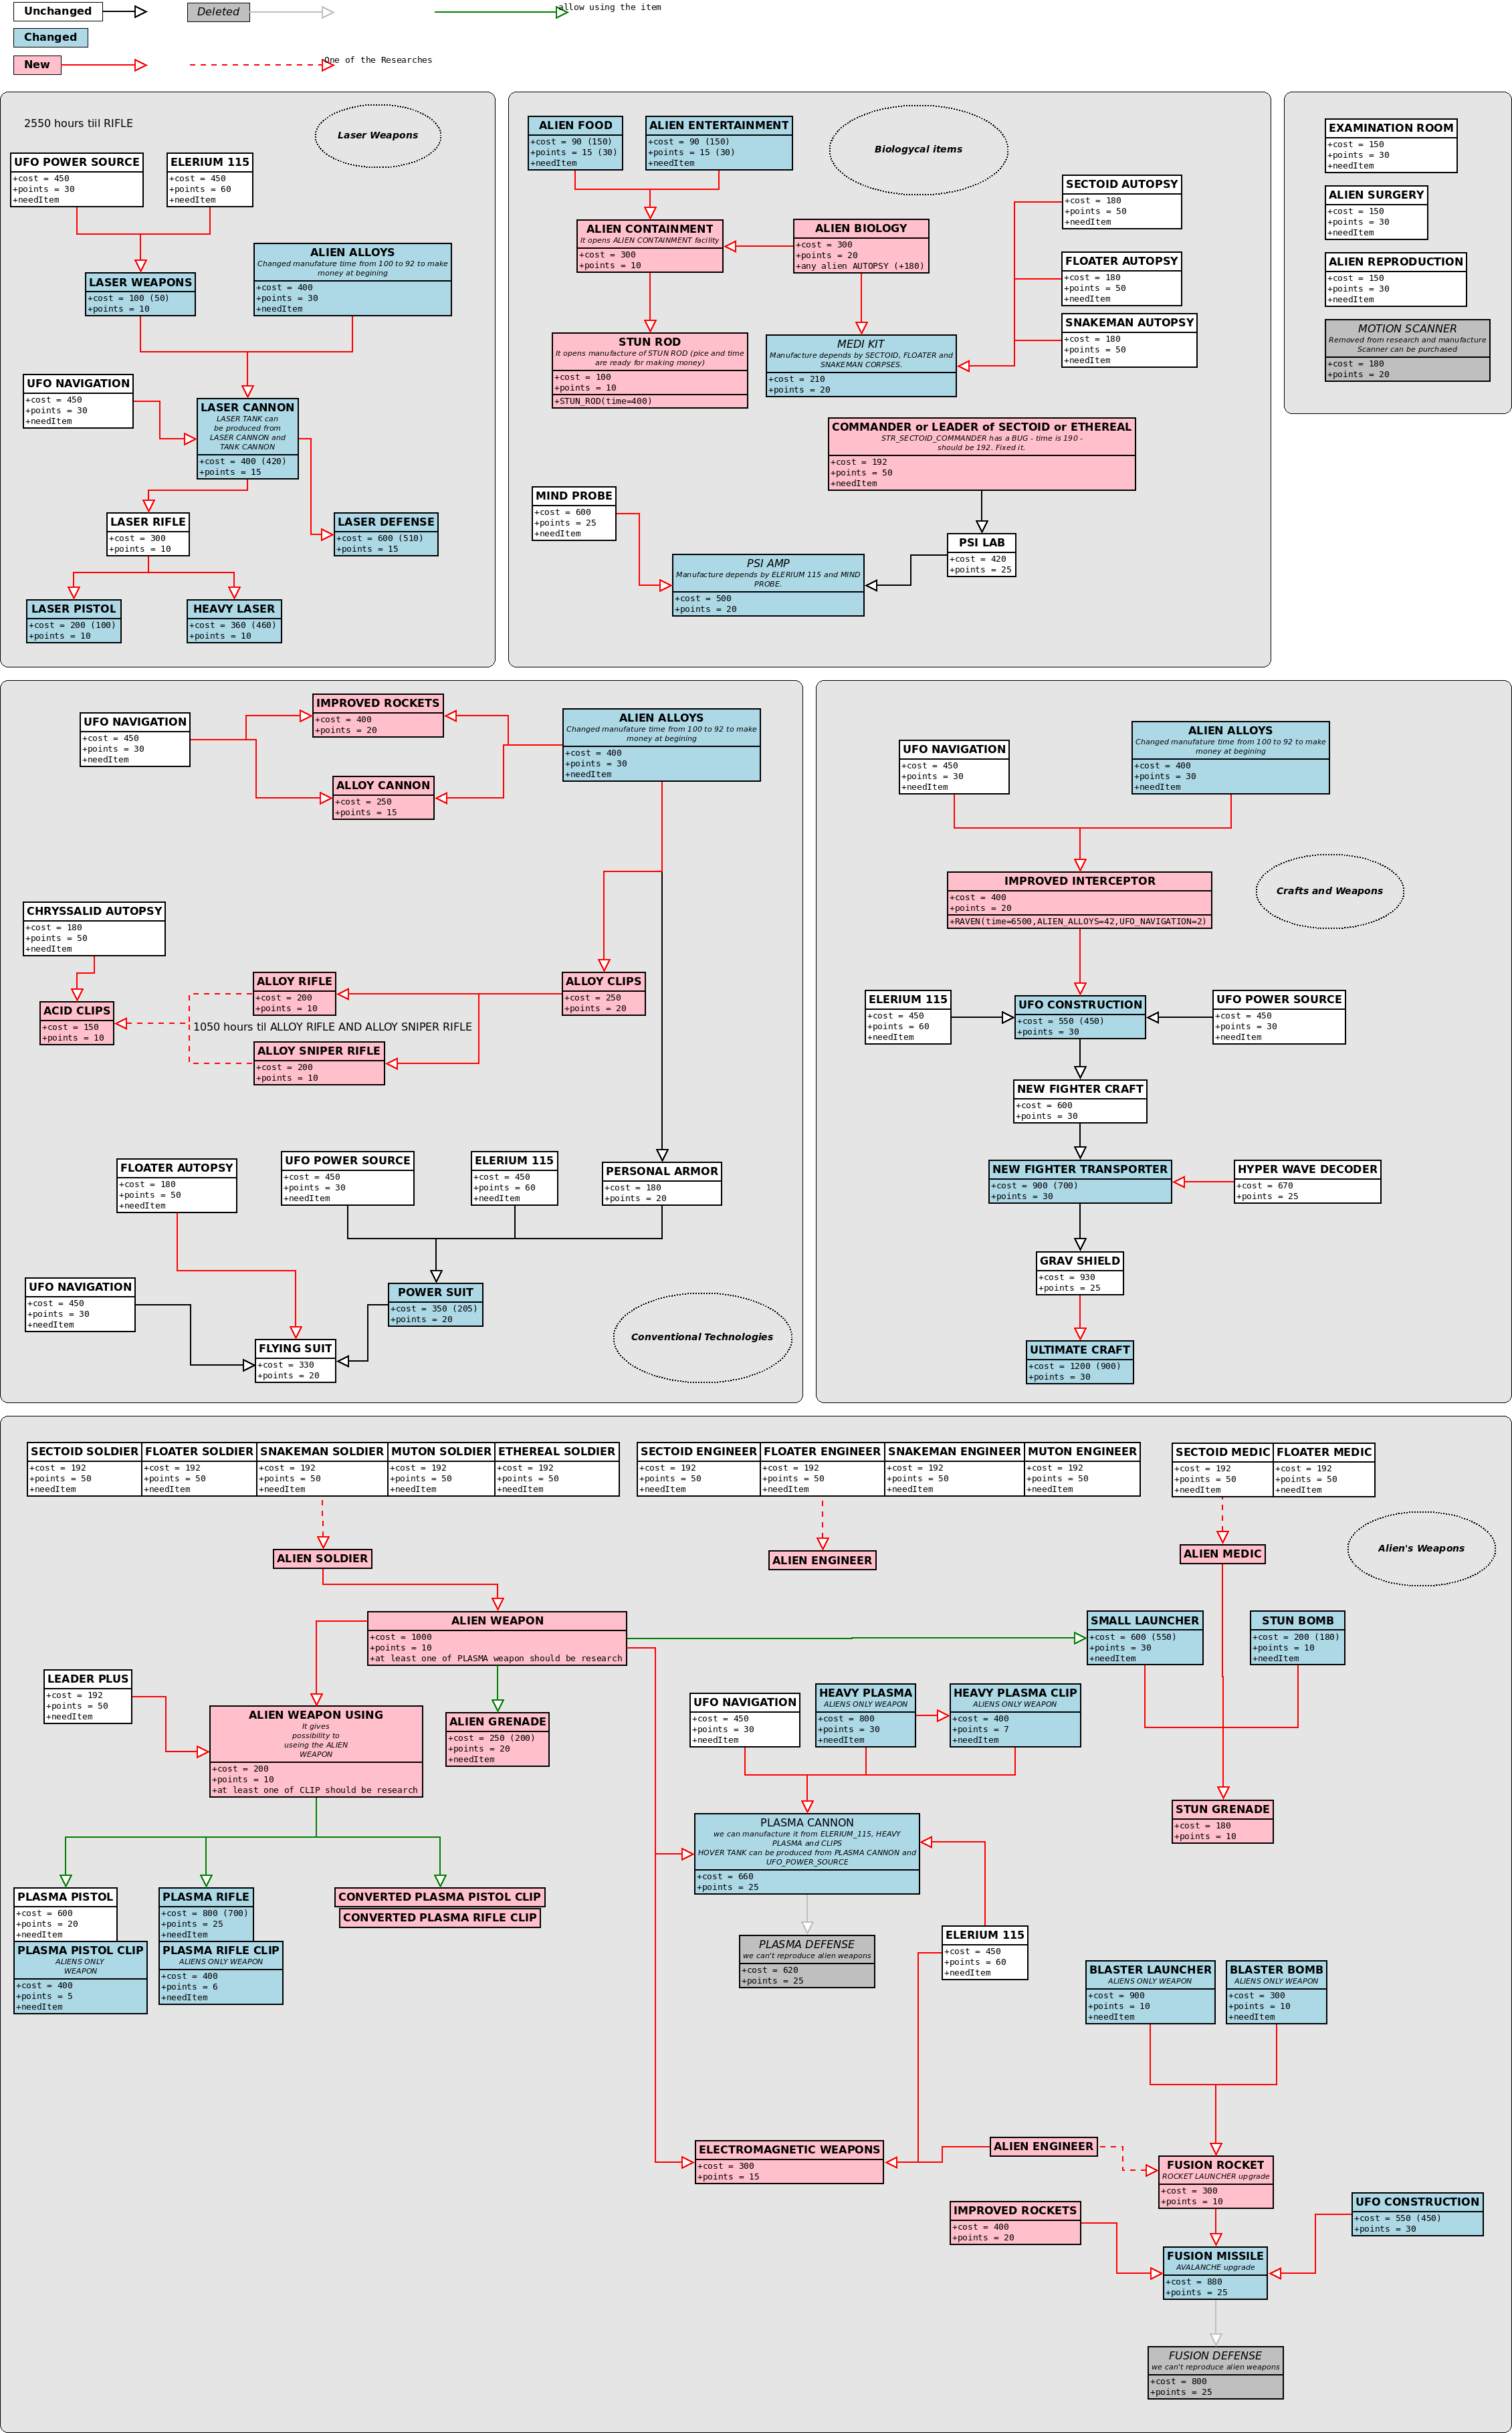 Unchanged
Deleted
allow using the item
Changed
New
One of the Researches
2550 hours tiil RIFLE
Laser Weapons
UFO POWER SOURCE
+cost = 450
+points = 30
+needItem
ELERIUM 115
+cost = 450
+points = 60
+needItem
ALIEN ALLOYS
Changed manufature time from 100 to 92 to make
money at begining
+cost = 400
+points = 30
+needItem
LASER WEAPONS
+cost = 100 (50)
+points = 10
UFO NAVIGATION
+cost = 450
+points = 30
+needItem
LASER CANNON
LASER TANK can
be produced from
LASER CANNON and
TANK CANNON
+cost = 400 (420)
+points = 15
LASER RIFLE
+cost = 300
+points = 10
LASER DEFENSE
+cost = 600 (510)
+points = 15
LASER PISTOL
+cost = 200 (100)
+points = 10
HEAVY LASER
+cost = 360 (460)
+points = 10
ALIEN FOOD
+cost = 90 (150)
+points = 15 (30)
+needItem
ALIEN ENTERTAINMENT
+cost = 90 (150)
+points = 15 (30)
+needItem
Biologycal items
SECTOID AUTOPSY
+cost = 180
+points = 50
+needItem
ALIEN CONTAINMENT
It opens ALIEN CONTAINMENT facility
+cost = 300
+points = 10
ALIEN BIOLOGY
+cost = 300
+points = 20
+any alien AUTOPSY (+180)
FLOATER AUTOPSY
+cost = 180
+points = 50
+needItem
SNAKEMAN AUTOPSY
+cost = 180
+points = 50
+needItem
STUN ROD
It opens manufacture of STUN ROD (pice and time
are ready for making money)
+cost = 100
+points = 10
+STUN_ROD(time=400)
MEDI KIT
Manufacture depends by SECTOID, FLOATER and
SNAKEMAN CORPSES.
+cost = 210
+points = 20
COMMANDER or LEADER of SECTOID or ETHEREAL
STR_SECTOID_COMMANDER has a BUG - time is 190 -
should be 192. Fixed it.
+cost = 192
+points = 50
+needItem
MIND PROBE
+cost = 600
+points = 25
+needItem
PSI LAB
+cost = 420
+points = 25
PSI AMP
Manufacture depends by ELERIUM 115 and MIND
PROBE.
+cost = 500
+points = 20
EXAMINATION ROOM
+cost = 150
+points = 30
+needItem
ALIEN SURGERY
+cost = 150
+points = 30
+needItem
ALIEN REPRODUCTION
+cost = 150
+points = 30
+needItem
MOTION SCANNER
Removed from research and manufacture
Scanner can be purchased
+cost = 180
+points = 20
UFO NAVIGATION
+cost = 450
+points = 30
+needItem
IMPROVED ROCKETS
+cost = 400
+points = 20
ALIEN ALLOYS
Changed manufature time from 100 to 92 to make
money at begining
+cost = 400
+points = 30
+needItem
ALLOY CANNON
+cost = 250
+points = 15
CHRYSSALID AUTOPSY
+cost = 180
+points = 50
+needItem
ACID CLIPS
+cost = 150
+points = 10
ALLOY RIFLE
+cost = 200
+points = 10
ALLOY CLIPS
+cost = 250
+points = 20
1050 hours til ALLOY RIFLE AND ALLOY SNIPER RIFLE
ALLOY SNIPER RIFLE
+cost = 200
+points = 10
FLOATER AUTOPSY
+cost = 180
+points = 50
+needItem
UFO POWER SOURCE
+cost = 450
+points = 30
+needItem
ELERIUM 115
+cost = 450
+points = 60
+needItem
PERSONAL ARMOR
+cost = 180
+points = 20
UFO NAVIGATION
+cost = 450
+points = 30
+needItem
POWER SUIT
+cost = 350 (205)
+points = 20
FLYING SUIT
+cost = 330
+points = 20
Conventional Technologies
UFO NAVIGATION
+cost = 450
+points = 30
+needItem
ALIEN ALLOYS
Changed manufature time from 100 to 92 to make
money at begining
+cost = 400
+points = 30
+needItem
IMPROVED INTERCEPTOR
+cost = 400
+points = 20
+RAVEN(time=6500,ALIEN_ALLOYS=42,UFO_NAVIGATION=2)
Crafts and Weapons
ELERIUM 115
+cost = 450
+points = 60
+needItem
UFO CONSTRUCTION
+cost = 550 (450)
+points = 30
UFO POWER SOURCE
+cost = 450
+points = 30
+needItem
NEW FIGHTER CRAFT
+cost = 600
+points = 30
NEW FIGHTER TRANSPORTER
+cost = 900 (700)
+points = 30
HYPER WAVE DECODER
+cost = 670
+points = 25
GRAV SHIELD
+cost = 930
+points = 25
ULTIMATE CRAFT
+cost = 1200 (900)
+points = 30
SECTOID SOLDIER
+cost = 192
+points = 50
+needItem
FLOATER SOLDIER
+cost = 192
+points = 50
+needItem
SNAKEMAN SOLDIER
+cost = 192
+points = 50
+needItem
MUTON SOLDIER
+cost = 192
+points = 50
+needItem
ETHEREAL SOLDIER
+cost = 192
+points = 50
+needItem
SECTOID ENGINEER
+cost = 192
+points = 50
+needItem
FLOATER ENGINEER
+cost = 192
+points = 50
+needItem
SNAKEMAN ENGINEER
+cost = 192
+points = 50
+needItem
MUTON ENGINEER
+cost = 192
+points = 50
+needItem
SECTOID MEDIC
+cost = 192
+points = 50
+needItem
FLOATER MEDIC
+cost = 192
+points = 50
+needItem
ALIEN SOLDIER
ALIEN ENGINEER
ALIEN MEDIC
Alien's Weapons
ALIEN WEAPON
+cost = 1000
+points = 10
+at least one of PLASMA weapon should be research
SMALL LAUNCHER
+cost = 600 (550)
+points = 30
+needItem
STUN BOMB
+cost = 200 (180)
+points = 10
+needItem
LEADER PLUS
+cost = 192
+points = 50
+needItem
ALIEN WEAPON USING
It gives
possibility to
useing the ALIEN
WEAPON
+cost = 200
+points = 10
+at least one of CLIP should be research
ALIEN GRENADE
+cost = 250 (200)
+points = 20
+needItem
UFO NAVIGATION
+cost = 450
+points = 30
+needItem
HEAVY PLASMA
ALIENS ONLY WEAPON
+cost = 800
+points = 30
+needItem
HEAVY PLASMA CLIP
ALIENS ONLY WEAPON
+cost = 400
+points = 7
+needItem
STUN GRENADE
+cost = 180
+points = 10
PLASMA CANNON
we can manufacture it from ELERIUM_115, HEAVY
PLASMA and CLIPS
HOVER TANK can be produced from PLASMA CANNON and
UFO_POWER_SOURCE
+cost = 660
+points = 25
PLASMA PISTOL
+cost = 600
+points = 20
+needItem
PLASMA PISTOL CLIP
ALIENS ONLY
WEAPON
+cost = 400
+points = 5
+needItem
PLASMA RIFLE
+cost = 800 (700)
+points = 25
+needItem
PLASMA RIFLE CLIP
ALIENS ONLY WEAPON
+cost = 400
+points = 6
+needItem
CONVERTED PLASMA PISTOL CLIP
CONVERTED PLASMA RIFLE CLIP
PLASMA DEFENSE
we can't reproduce alien weapons
+cost = 620
+points = 25
ELERIUM 115
+cost = 450
+points = 60
+needItem
BLASTER LAUNCHER
ALIENS ONLY WEAPON
+cost = 900
+points = 10
+needItem
BLASTER BOMB
ALIENS ONLY WEAPON
+cost = 300
+points = 10
+needItem
ELECTROMAGNETIC WEAPONS
+cost = 300
+points = 15
ALIEN ENGINEER
FUSION ROCKET
ROCKET LAUNCHER upgrade
+cost = 300
+points = 10
IMPROVED ROCKETS
+cost = 400
+points = 20
UFO CONSTRUCTION
+cost = 550 (450)
+points = 30
FUSION MISSILE
AVALANCHE upgrade
+cost = 880
+points = 25
FUSION DEFENSE
we can't reproduce alien weapons
+cost = 800
+points = 25